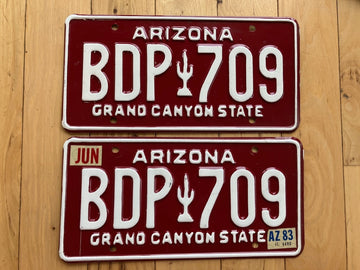 ARIZONA
BDP 709
GRAND CANYON STATE
JUN
ARIZONA
BDP 709
AZ 83
GRAND CANYON STATE